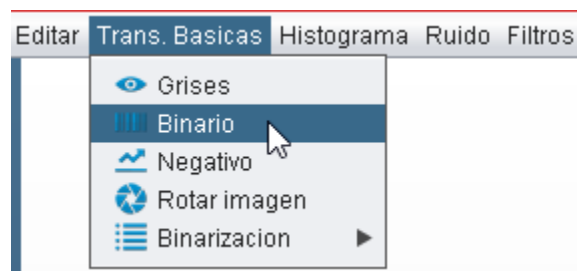 Editar Trans. Basicas Histograma Ruido Filtros
Grises
Binario
Negativo
Rotar imagen
Binarizacion